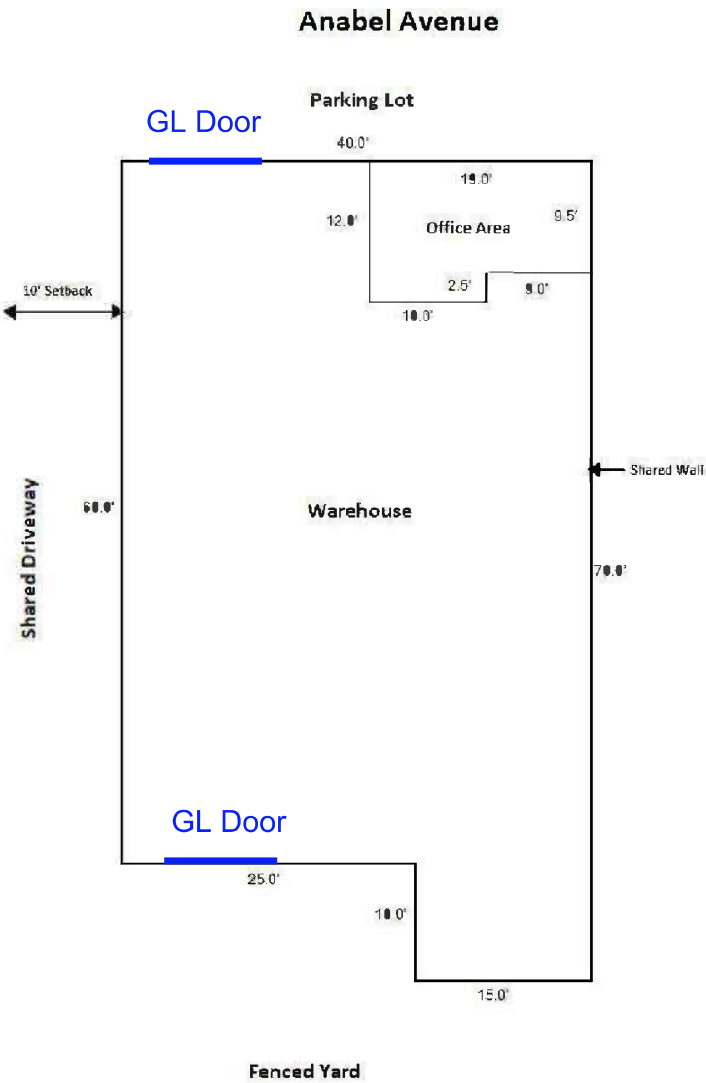 Anabel Avenue
Parking Lot
GL Door
40.0'
19.0'
12.0'
9.5'
Office Area
2.5'
9.0'
10.0'
10' Setback
Shared Wall
Shared Driveway
60.0'
Warehouse
70.0'
GL Door
25.0'
10.0'
15.0'
Fenced Yard